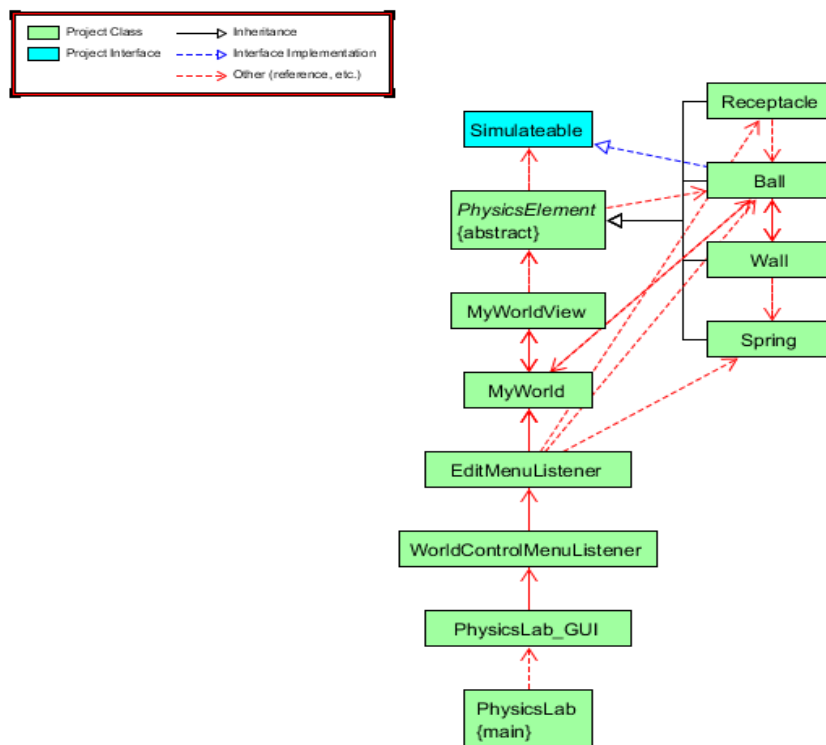 Project Class
Inheritance
Project Interface
Interface Implementation
Other (reference, etc.)
Receptacle
Simulateable
Ball
PhysicsElement
{abstract}
Wall
MyWorldView
Spring
MyWorld
EditMenuListener
WorldControlMenuListener
PhysicsLab_GUI
PhysicsLab
{main}